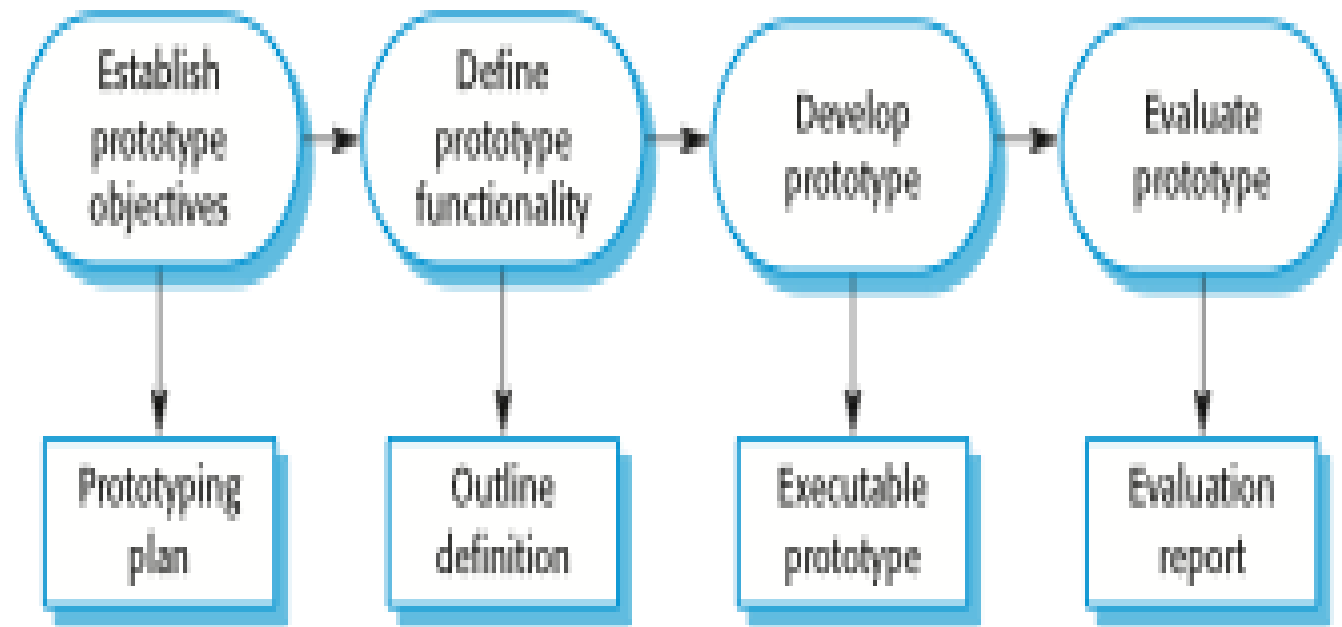 Establish
prototype
objectives
Define
prototype
functionality
Develop
prototype
Evaluate
prototype
Prototyping
plan
Outline
definition
Executable
prototype
Evaluation
report